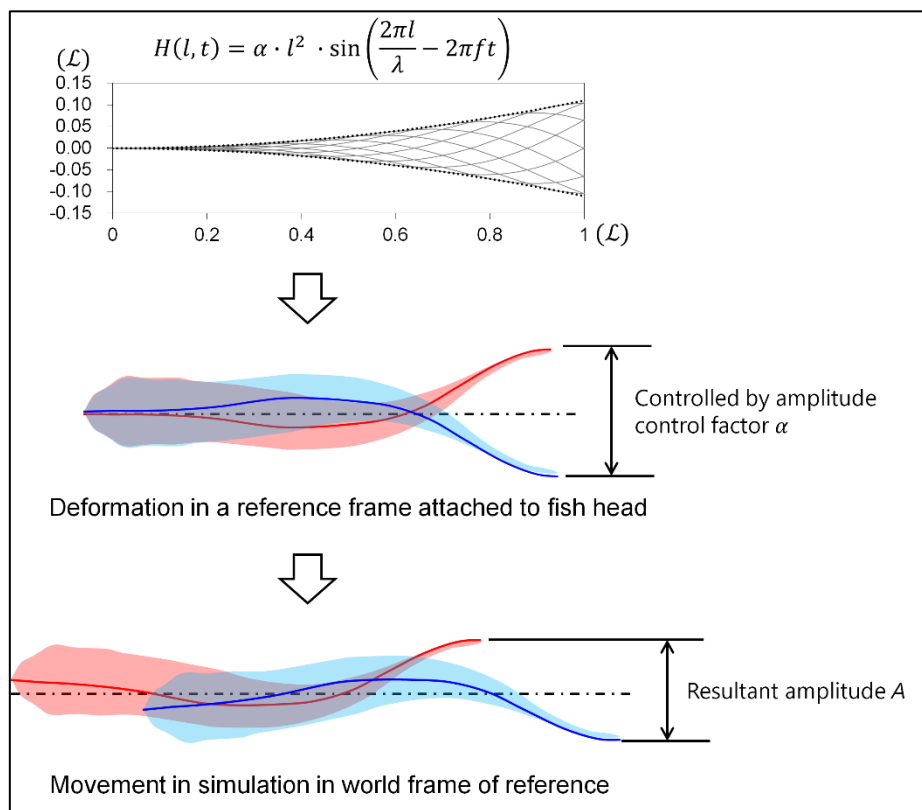 H(l, t) = α · l² · sin(2πl/λ − 2πft)
(ℒ)
0.15
0.10
0.05
0.00
-0.05
-0.10
-0.15
0 0.2 0.4 0.6 0.8 1 (ℒ)
Controlled by amplitude
control factor α
Deformation in a reference frame attached to fish head
Resultant amplitude A
Movement in simulation in world frame of reference